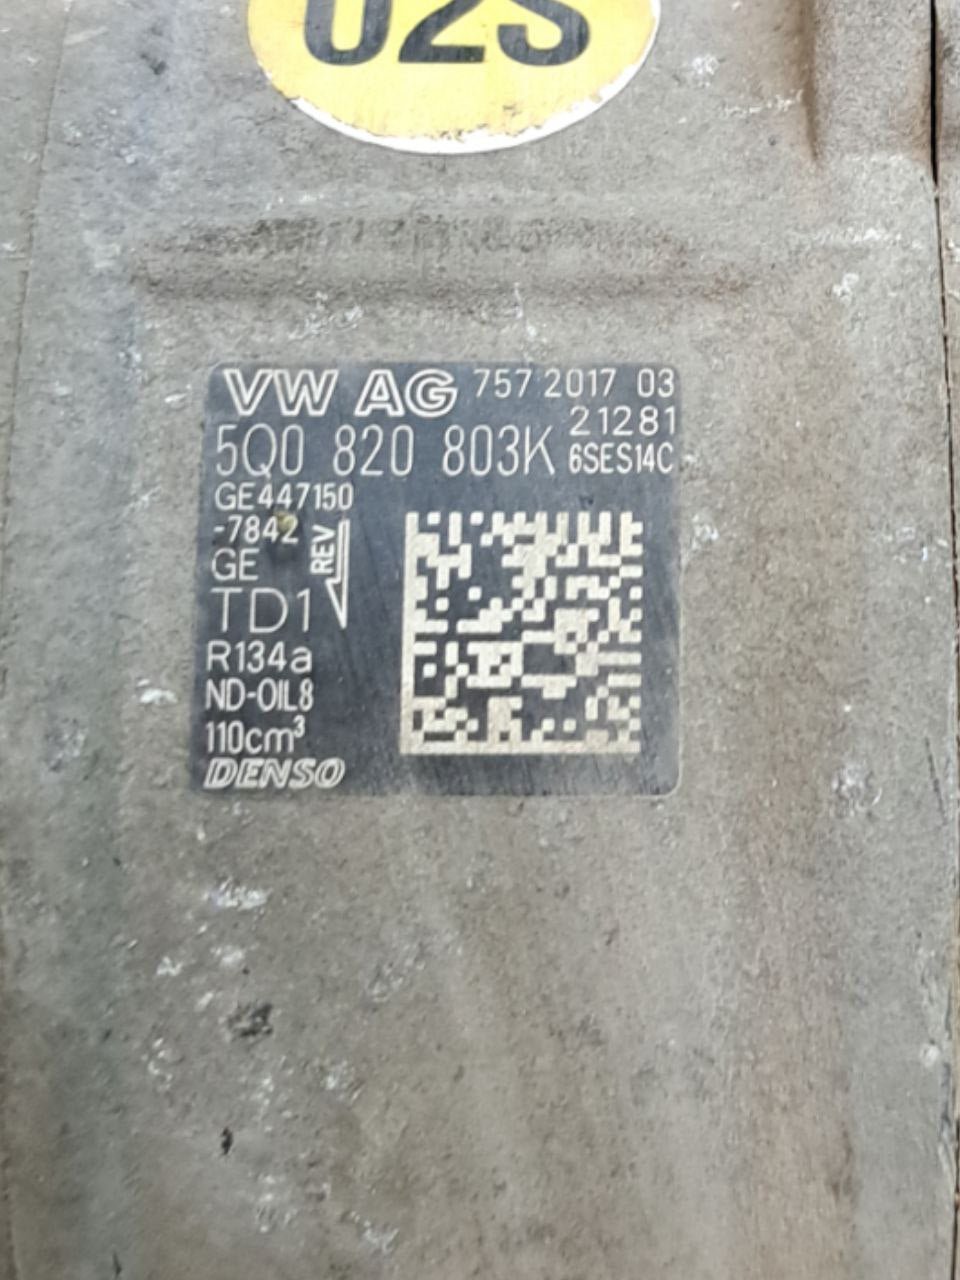 02S
VW AG 757 2017 03
21281
5Q0 820 803K 6SES14C
GE447150
-7842
REV
GE
TD1
R134a
ND-OIL8
110cm³
DENSO